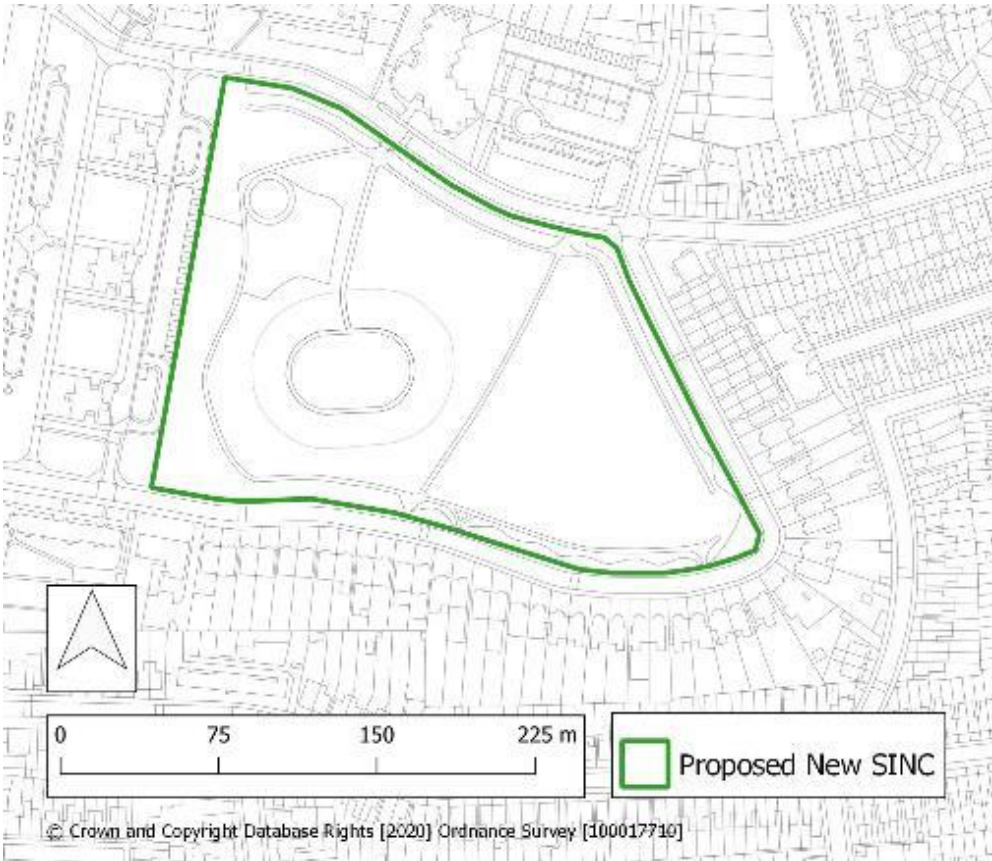 0 75 150 225 m
Proposed New SINC
© Crown and Copyright Database Rights [2020] Ordnance Survey [100017710]